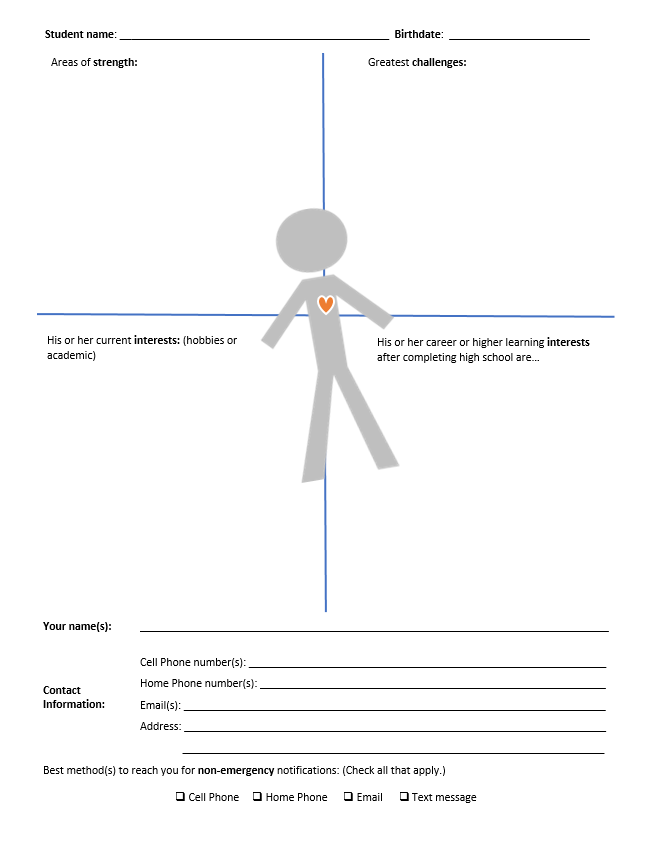 Student name: Birthdate:
Areas of strength: Greatest challenges:
His or her current interests: (hobbies or
academic)
His or her career or higher learning interests
after completing high school are…
Your name(s):
Cell Phone number(s):
Home Phone number(s):
Contact
Information:
Email(s):
Address:
Best method(s) to reach you for non-emergency notifications: (Check all that apply.)
❑ Cell Phone ❑ Home Phone ❑ Email ❑ Text message